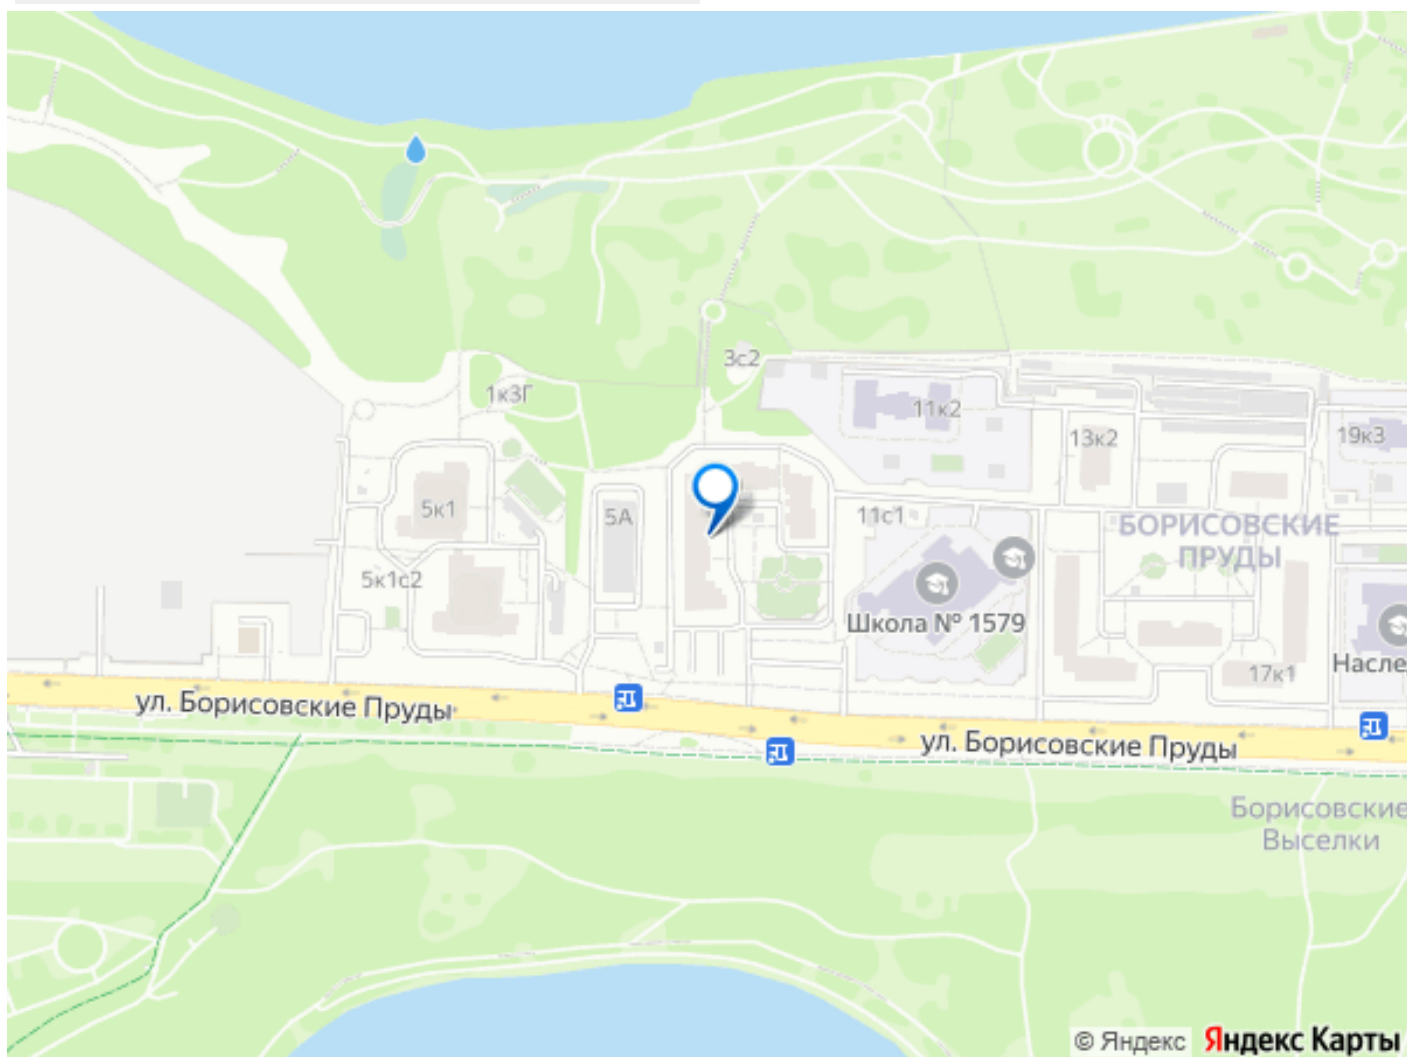 3с2
1к3Г
11к2
13к2
19к3
5к1
5А
11с1
БОРИСОВСКИЕ
ПРУДЫ
5к1с2
Школа № 1579
Насле
17к1
ул. Борисовские Пруды
ул. Борисовские Пруды
Борисовские
Выселки
© Яндекс Яндекс Карты